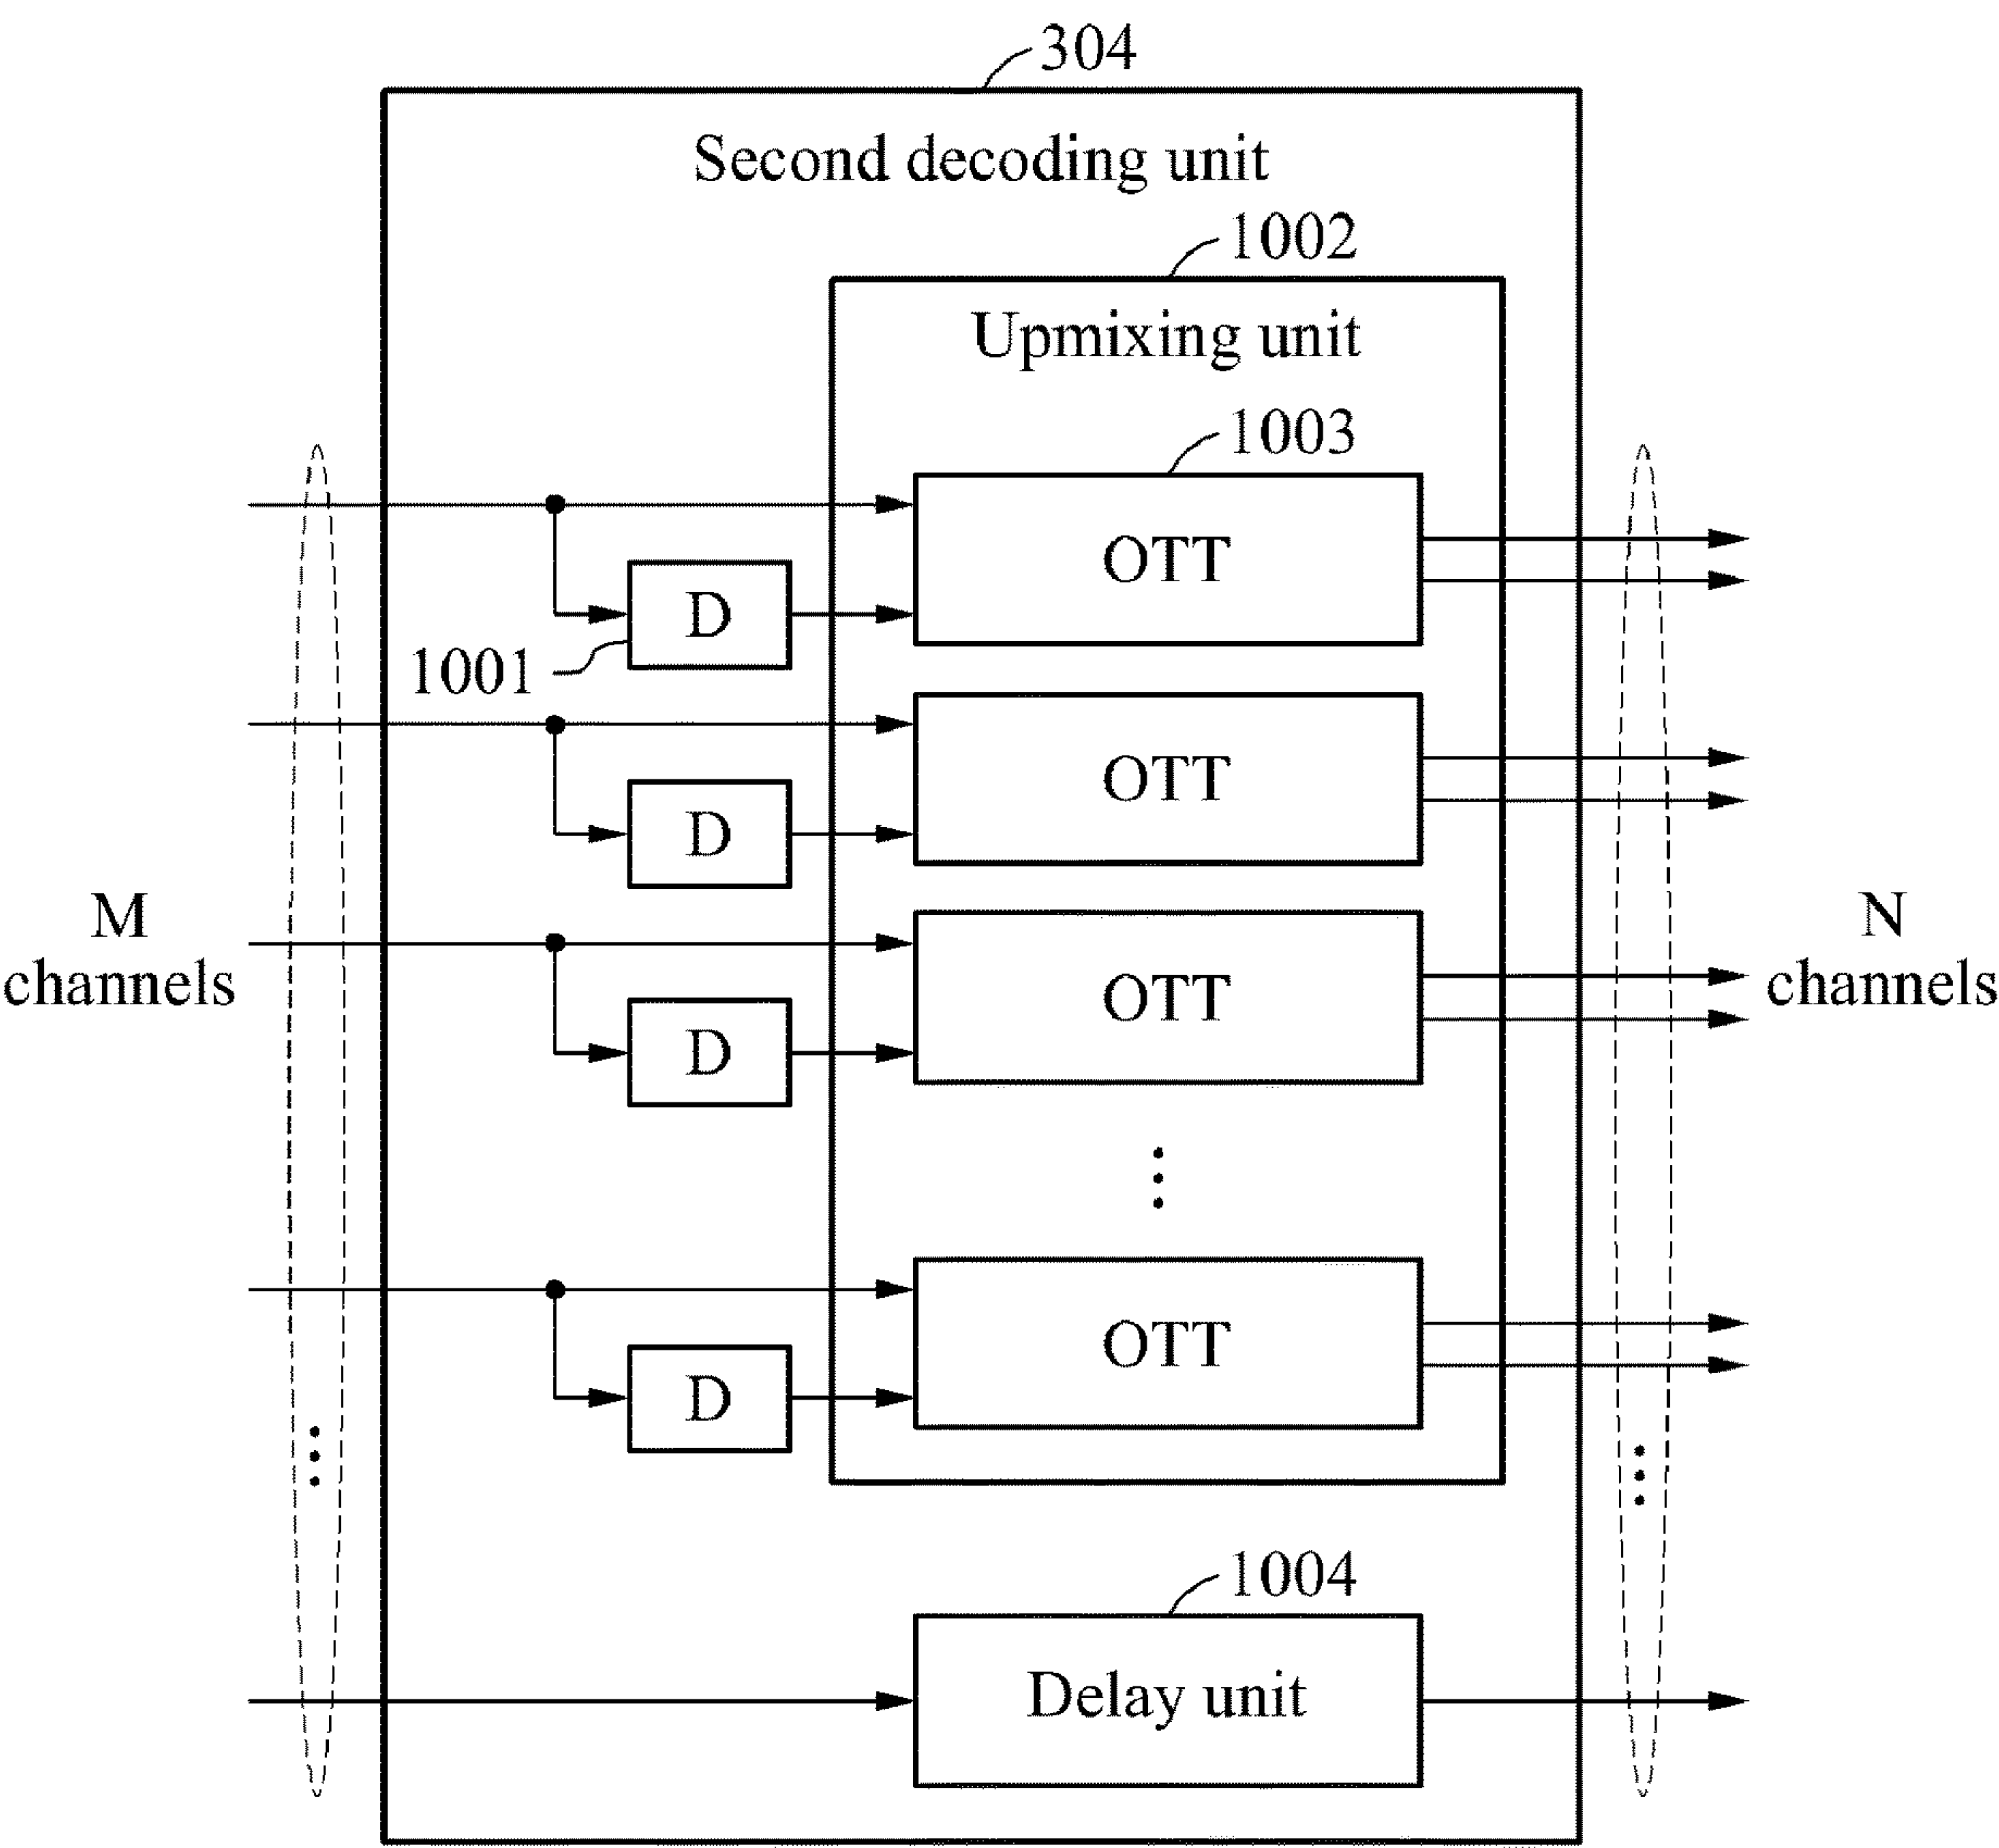 304
Second decoding unit
1002
Upmixing unit
1003
OTT
D
1001
OTT
D
M
channels
N
channels
OTT
D
OTT
D
1004
Delay unit